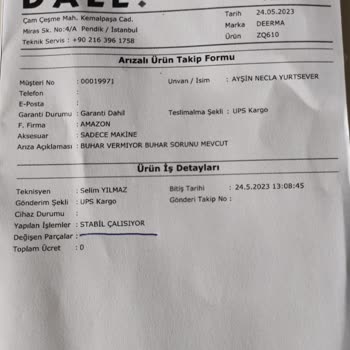 DALL.
Çam Çeşme Mah. Kemalpaşa Cad.
Miras Sk. No:4/A Pendik / İstanbul
Teknik Servis : +90 216 396 1758
Tarih 24.05.2023
Marka DEERMA
Ürün ZQ610
Arızalı Ürün Takip Formu
Müşteri No : 00019971 Unvan / İsim : AYŞİN NECLA YURTSEVER
Telefon :
E-Posta :
Garanti Durumu : Garanti Dahil Testimalma Şekli : UPS Kargo
F. Firma : AMAZON
Aksesuar : SADECE MAKİNE
Arıza Açıklaması : BUHAR VERMİYOR BUHAR SORUNU MEVCUT
Ürün İş Detayları
Teknisyen : Selim YILMAZ Bitiş Tarihi : 24.5.2023 13:08:45
Gönderim Şekli : UPS Kargo Gönderi Takip No :
Cihaz Durumu :
Yapılan İşlemler : STABİL ÇALISIYOR
Değişen Parçalar :
Toplam Ücret : 0